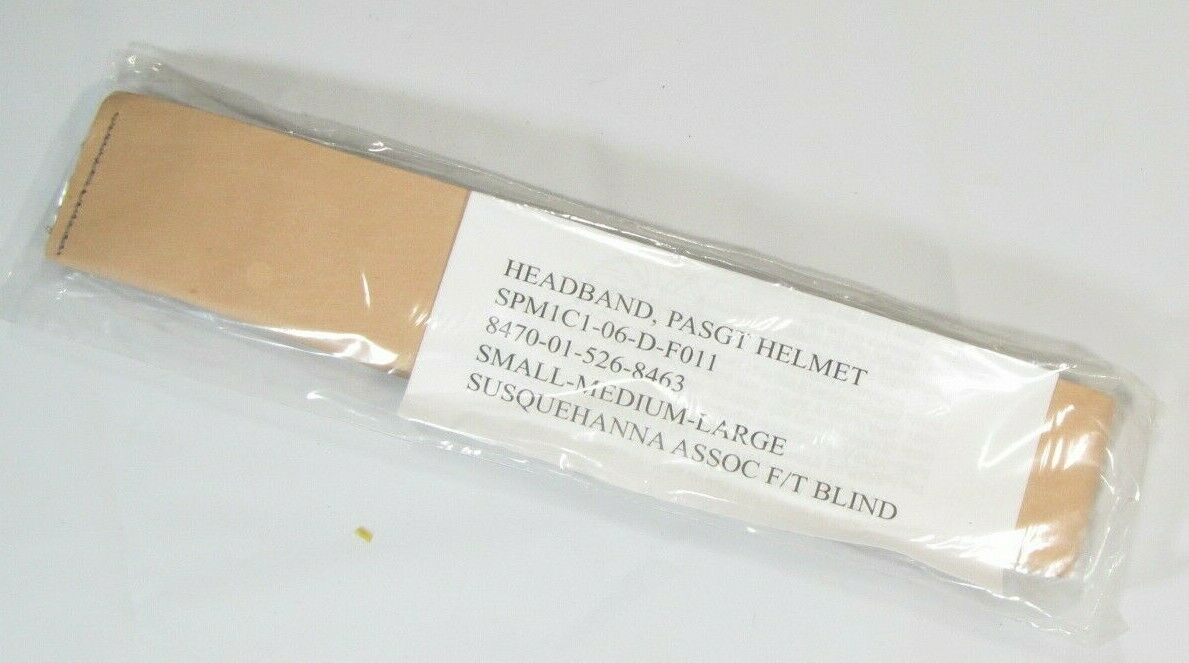 HEADBAND, PASGT HELMET
SPM1C1-06-D-F011
8470-01-526-8463
SMALL-MEDIUM-LARGE
SUSQUEHANNA ASSOC F/T BLIND